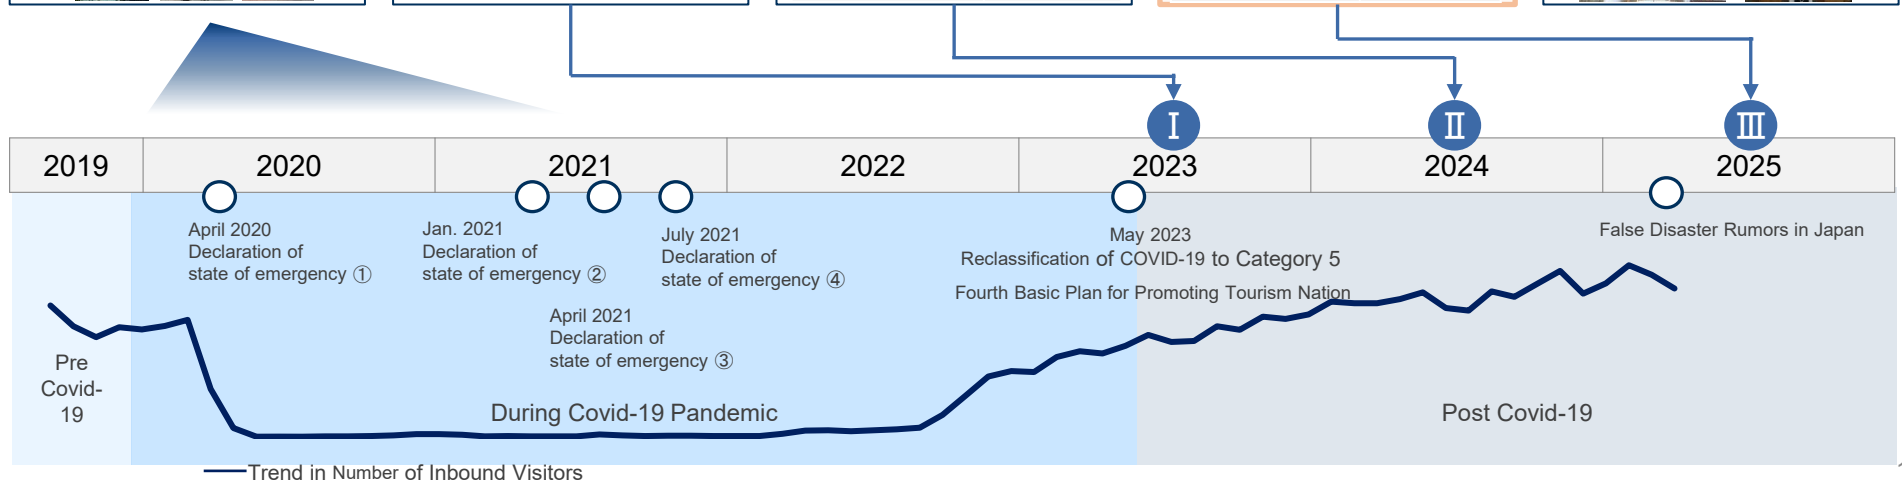 Ⅰ
Ⅱ
Ⅲ
2019
2020
2021
2022
2023
2024
2025
April 2020
Declaration of
state of emergency ①
Jan. 2021
Declaration of
state of emergency ②
April 2021
Declaration of
state of emergency ③
July 2021
Declaration of
state of emergency ④
May 2023
Reclassification of COVID-19 to Category 5
Fourth Basic Plan for Promoting Tourism Nation
False Disaster Rumors in Japan
Pre
Covid-
19
During Covid-19 Pandemic
Post Covid-19
Trend in Number of Inbound Visitors